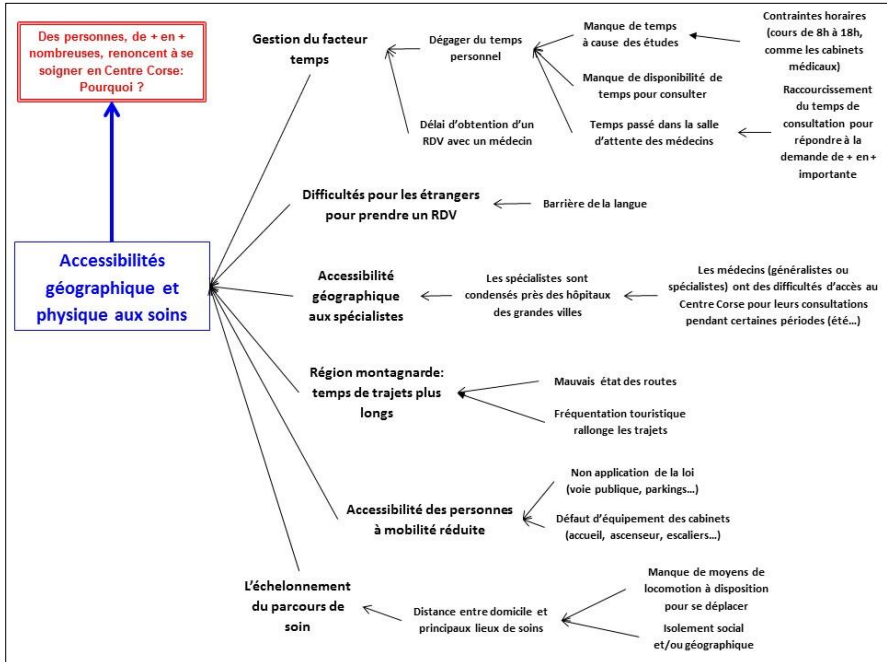 Des personnes, de + en +
nombreuses, renoncent à se
soigner en Centre Corse:
Pourquoi ?
Accessibilités
géographique et
physique aux soins
Gestion du facteur
temps
Dégager du temps
personnel
Manque de temps
à cause des études
Contraintes horaires
(cours de 8h à 18h,
comme les cabinets
médicaux)
Manque de disponibilité de
temps pour consulter
Délai d'obtention d'un
RDV avec un médecin
Temps passé dans la salle
d'attente des médecins
Raccourcissement
du temps de
consultation pour
répondre à la
demande de + en +
importante
Difficultés pour les étrangers
pour prendre un RDV
Barrière de la langue
Accessibilité
géographique
aux spécialistes
Les spécialistes sont
condensés près des hôpitaux
des grandes villes
Les médecins (généralistes ou
spécialistes) ont des difficultés d'accès au
Centre Corse pour leurs consultations
pendant certaines périodes (été...)
Région montagnarde:
temps de trajets plus
longs
Mauvais état des routes
Fréquentation touristique
rallonge les trajets
Accessibilité des personnes
à mobilité réduite
Non application de la loi
(voie publique, parkings...)
Défaut d'équipement des cabinets
(accueil, ascenseur, escaliers...)
L'échelonnement
du parcours de
soin
Distance entre domicile et
principaux lieux de soins
Manque de moyens de
locomotion à disposition
pour se déplacer
Isolement social
et/ou géographique